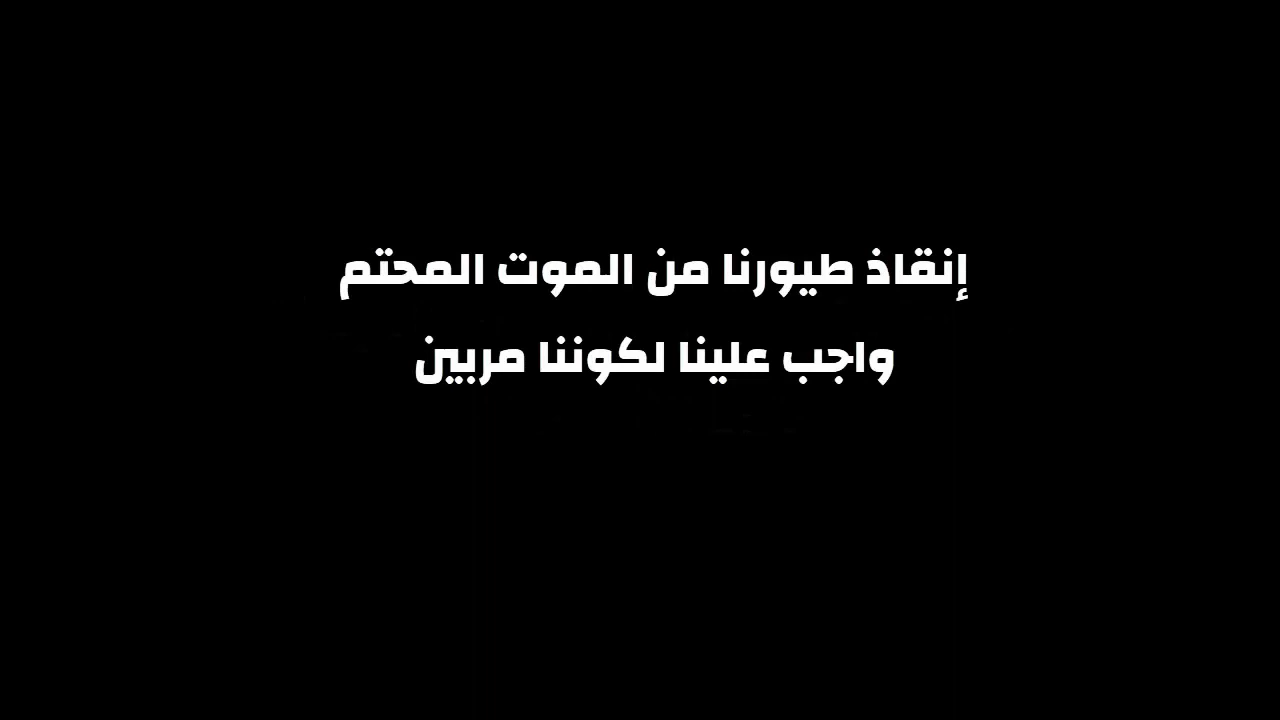 إنقاذ طيورنا من الموت المحتم
واجب علينا لكوننا مربين